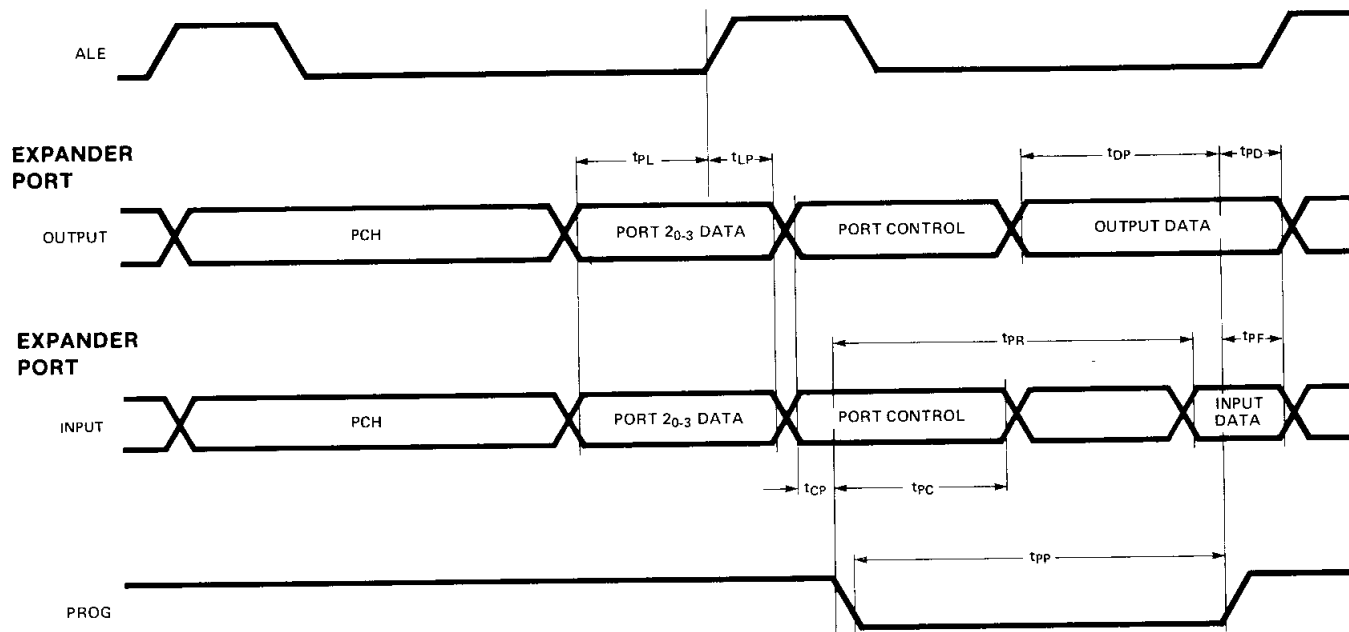 ALE
EXPANDER
PORT
tPL
tLP
tDP
tPD
OUTPUT
PCH
PORT 20-3 DATA
PORT CONTROL
OUTPUT DATA
EXPANDER
PORT
tPR
tPF
INPUT
PCH
PORT 20-3 DATA
PORT CONTROL
INPUT
DATA
tCP
tPC
tPP
PROG